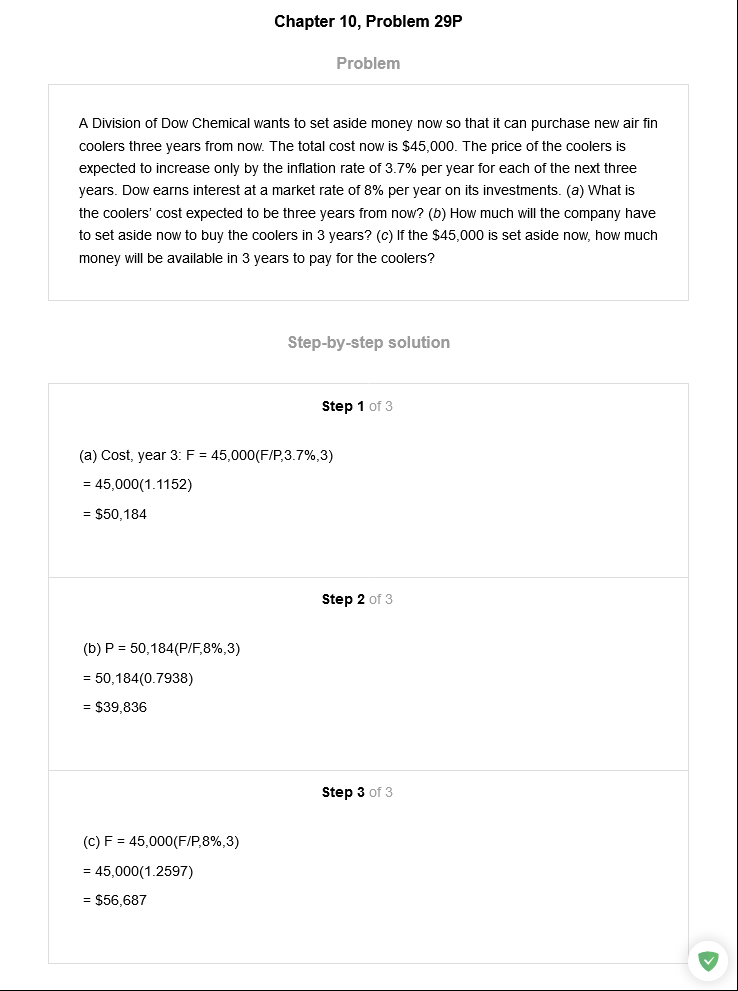 Chapter 10, Problem 29P
Problem
A Division of Dow Chemical wants to set aside money now so that it can purchase new air fin
coolers three years from now. The total cost now is $45,000. The price of the coolers is
expected to increase only by the inflation rate of 3.7% per year for each of the next three
years. Dow earns interest at a market rate of 8% per year on its investments. (a) What is
the coolers' cost expected to be three years from now? (b) How much will the company have
to set aside now to buy the coolers in 3 years? (c) If the $45,000 is set aside now, how much
money will be available in 3 years to pay for the coolers?
Step-by-step solution
Step 1 of 3
(a) Cost, year 3: F = 45,000(F/P,3.7%,3)
= 45,000(1.1152)
= $50,184
Step 2 of 3
(b) P = 50,184(P/F,8%,3)
= 50,184(0.7938)
= $39,836
Step 3 of 3
(c) F = 45,000(F/P,8%,3)
= 45,000(1.2597)
= $56,687